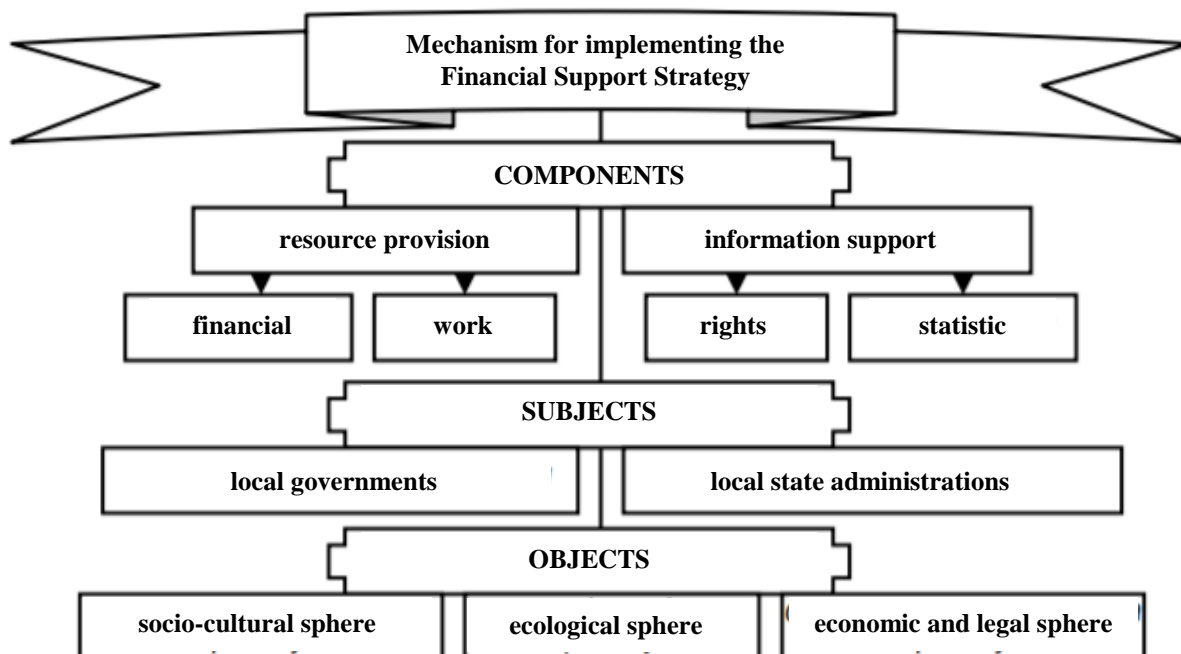 Mechanism for implementing the
Financial Support Strategy
COMPONENTS
resource provision
information support
financial
work
rights
statistic
SUBJECTS
local governments
local state administrations
OBJECTS
socio-cultural sphere
ecological sphere
economic and legal sphere